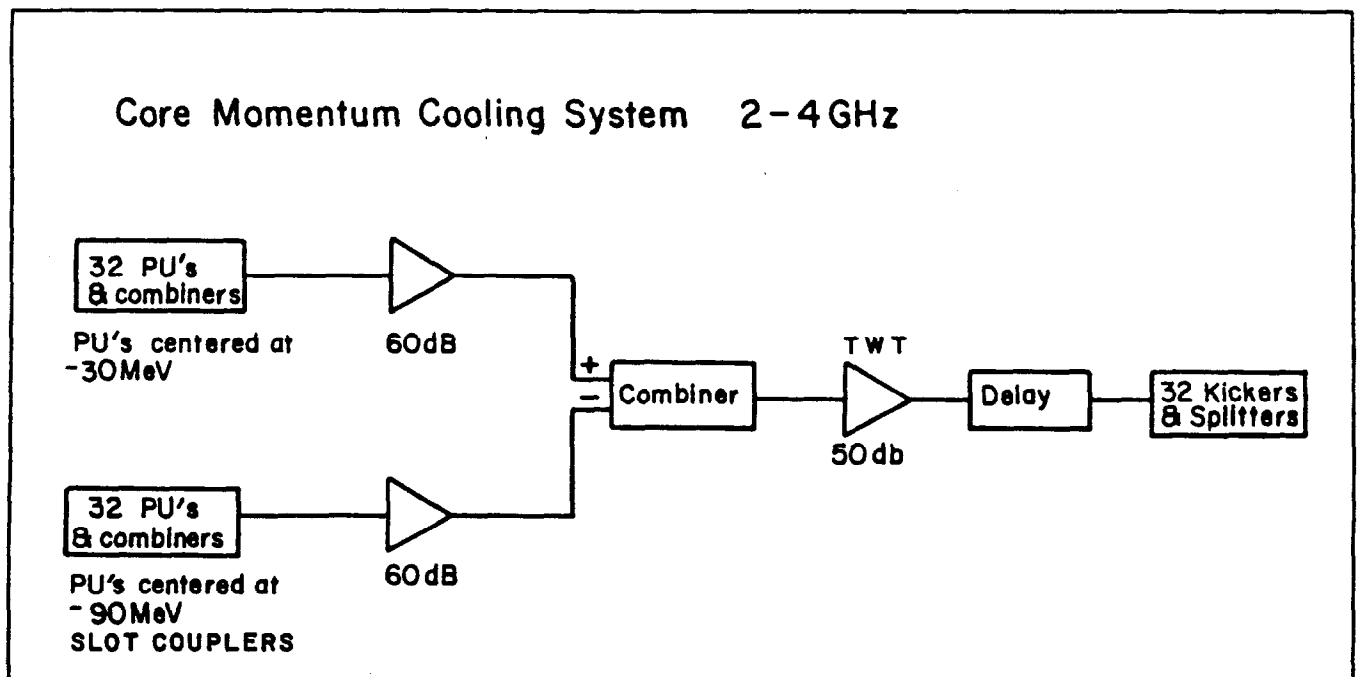 Core Momentum Cooling System 2-4GHz
32 PU's
& combiners
PU's centered at
-30MeV
60dB
+
-
Combiner
TWT
50db
Delay
32 Kickers
& Splitters
32 PU's
& combiners
PU's centered at
-90MeV
SLOT COUPLERS
60dB